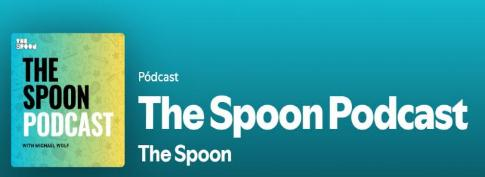 THE
SPOON
THE
SPOON
PODCAST
WITH MICHAEL WOLF
Pódcast
The Spoon Podcast
The Spoon